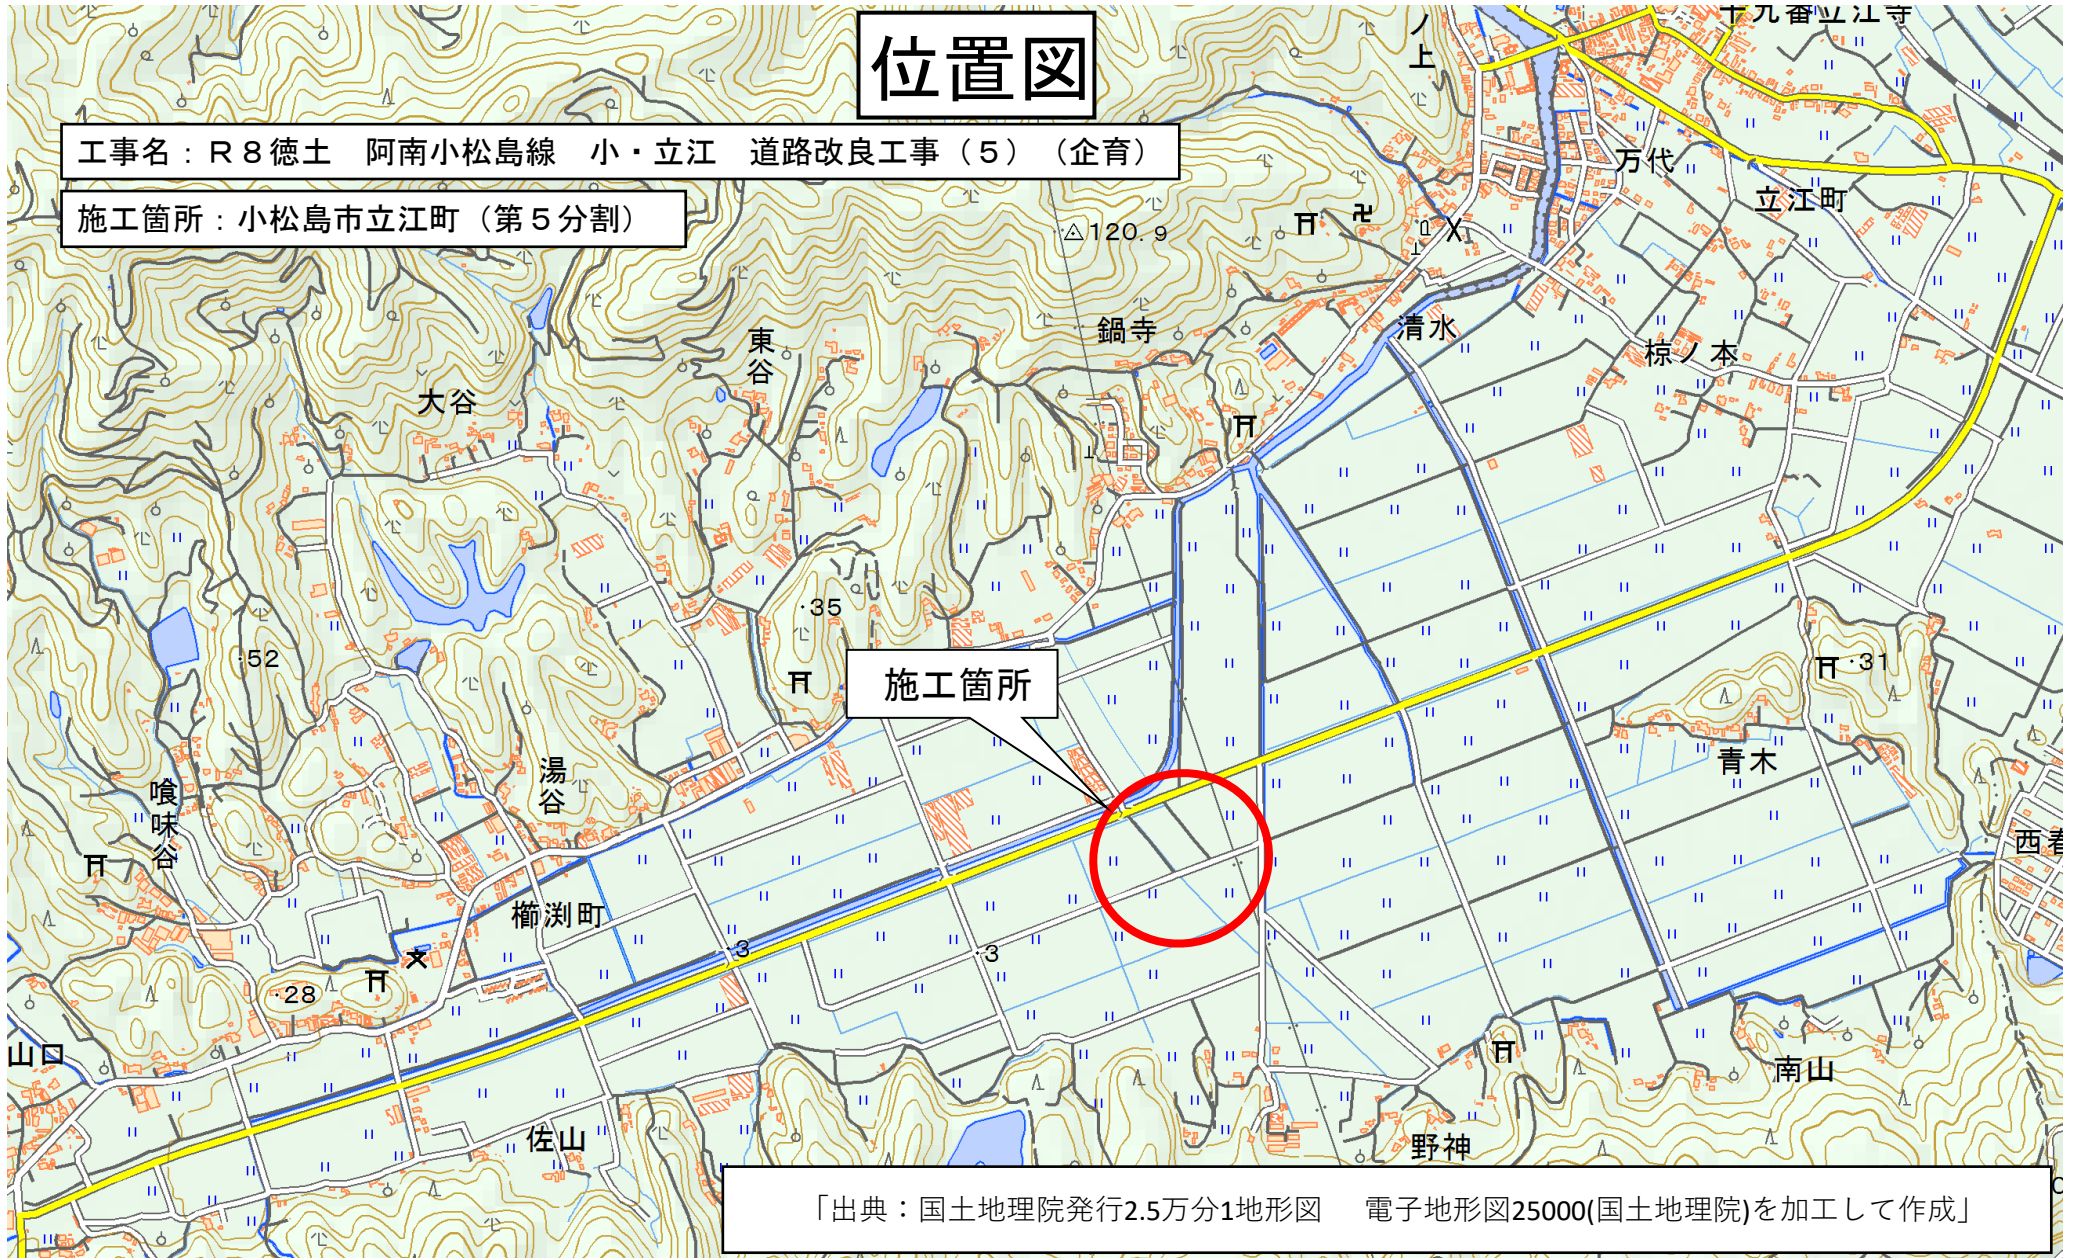 位置図
十九番立江寺
ノ上
工事名：Ｒ８徳土　阿南小松島線　小・立江　道路改良工事（５）（企育）
万代
立江町
施工箇所：小松島市立江町（第５分割）
120.9
東谷
鍋寺
清水
椋ノ本
大谷
35
52
31
施工箇所
青木
湯谷
喰味谷
西春
櫛渕町
3
3
28
山口
南山
佐山
野神
「出典：国土地理院発行2.5万分1地形図　電子地形図25000(国土地理院)を加工して作成」